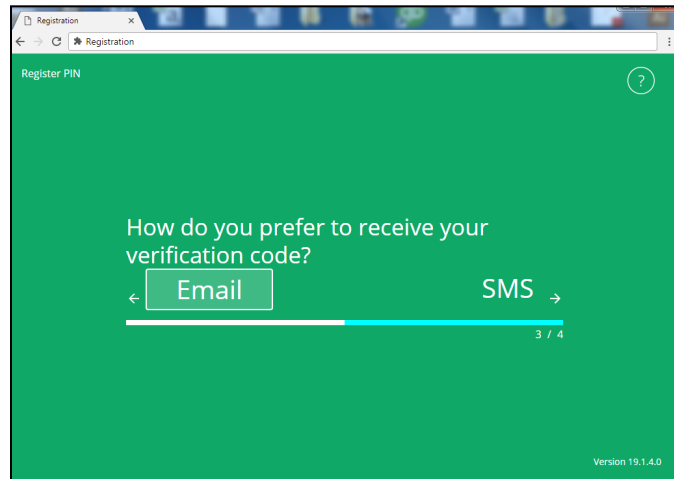 Registration
Registration
Register PIN
?
How do you prefer to receive your
verification code?
Email
SMS
3 / 4
Version 19.1.4.0